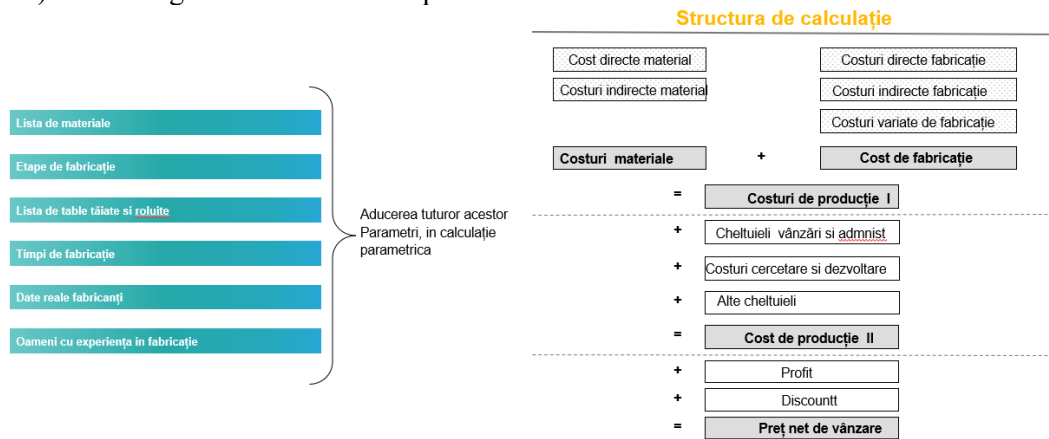 Structura de calculație
Lista de materiale
Etape de fabricație
Lista de table tăiate si roluite
Timpi de fabricație
Date reale fabricanți
Oameni cu experiența in fabricație
Aducerea tuturor acestor
Parametri, in calculație
parametrica
Cost directe material
Costuri directe fabricație
Costuri indirecte material
Costuri indirecte fabricație
Costuri variate de fabricație
Costuri materiale + Cost de fabricație
= Costuri de producție I
+ Cheltuieli vânzări si admnist
+ Costuri cercetare si dezvoltare
+ Alte cheltuieli
= Cost de producție II
+ Profit
+ Discountt
= Preț net de vânzare